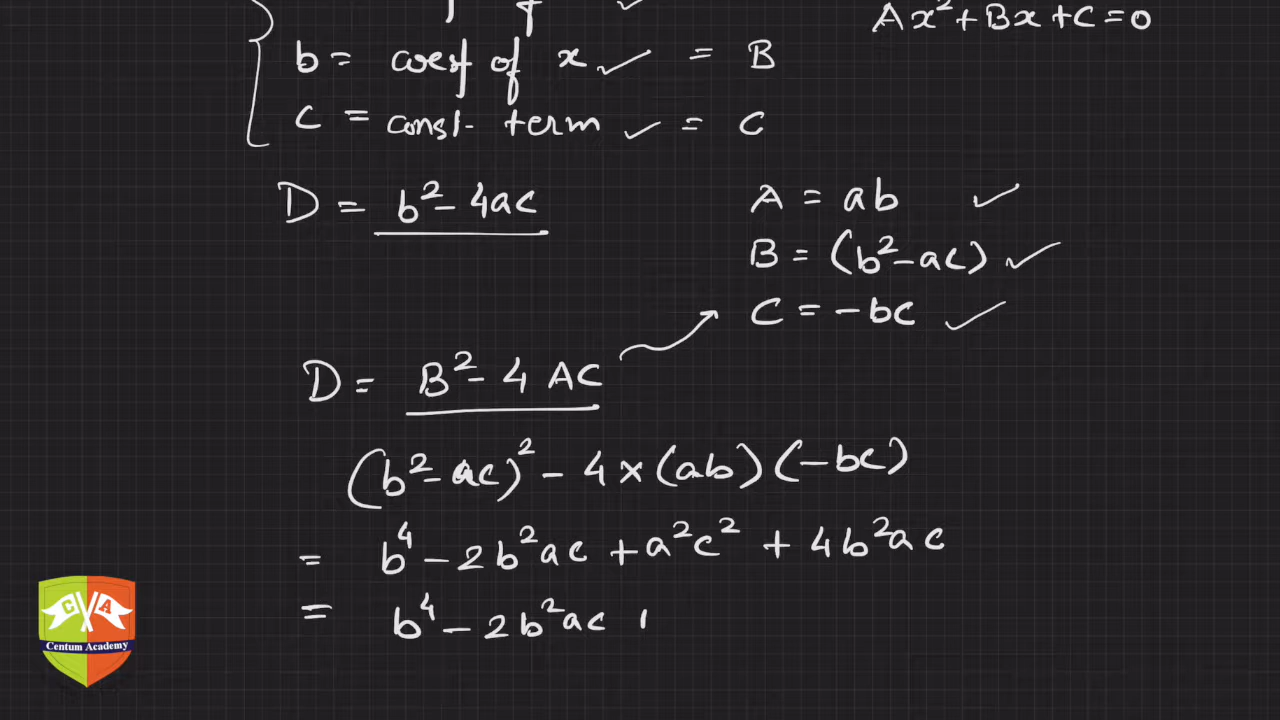 Ax²+Bx+C=0
b = coeff of x ✓ = B
c = const. term ✓ = C
D = b²-4ac
A = ab ✓
B = (b²-ac) ✓
C = -bc ✓
D = B²-4AC
(b²-ac)²-4×(ab)(-bc)
= b⁴-2b²ac+a²c²+4b²ac
= b⁴-2b²ac
CA
Centum Academy